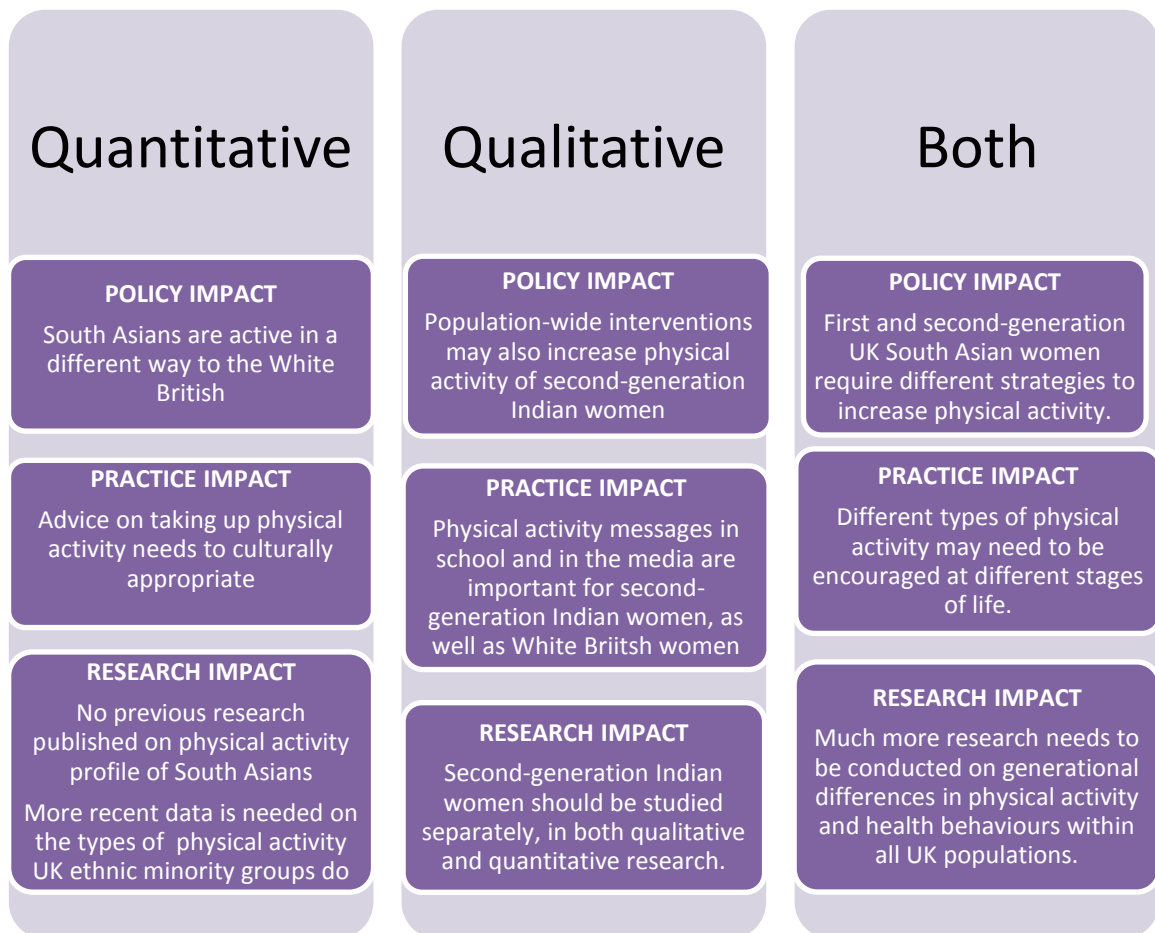 Quantitative
POLICY IMPACT
South Asians are active in a
different way to the White
British
PRACTICE IMPACT
Advice on taking up physical
activity needs to culturally
appropriate
RESEARCH IMPACT
No previous research
published on physical activity
profile of South Asians
More recent data is needed on
the types of  physical activity
UK ethnic minority groups do
Qualitative
POLICY IMPACT
Population-wide interventions
may also increase physical
activity of second-generation
Indian women
PRACTICE IMPACT
Physical activity messages in
school and in the media are
important for second-
generation Indian women, as
well as White Briitsh women
RESEARCH IMPACT
Second-generation Indian
women should be studied
separately, in both qualitative
and quantitative research.
Both
POLICY IMPACT
First and second-generation
UK South Asian women
require different strategies to
increase physical activity.
PRACTICE IMPACT
Different types of physical
activity may need to be
encouraged at different stages
of life.
RESEARCH IMPACT
Much more research needs to
be conducted on generational
differences in physical activity
and health behaviours within
all UK populations.